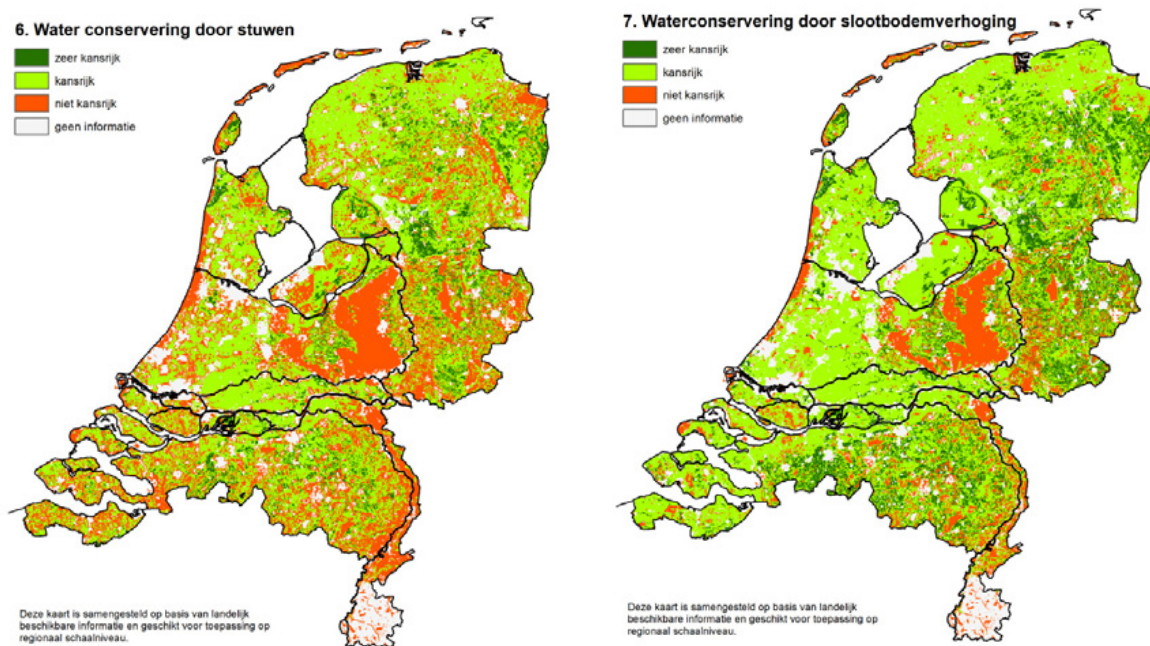 6. Water conservering door stuwen
zeer kansrijk
kansrijk
niet kansrijk
geen informatie
Deze kaart is samengesteld op basis van landelijk
beschikbare informatie en geschikt voor toepassing op
regionaal schaalniveau.
7. Waterconservering door slootbodemverhoging
zeer kansrijk
kansrijk
niet kansrijk
geen informatie
Deze kaart is samengesteld op basis van landelijk
beschikbare informatie en geschikt voor toepassing op
regionaal schaalniveau.